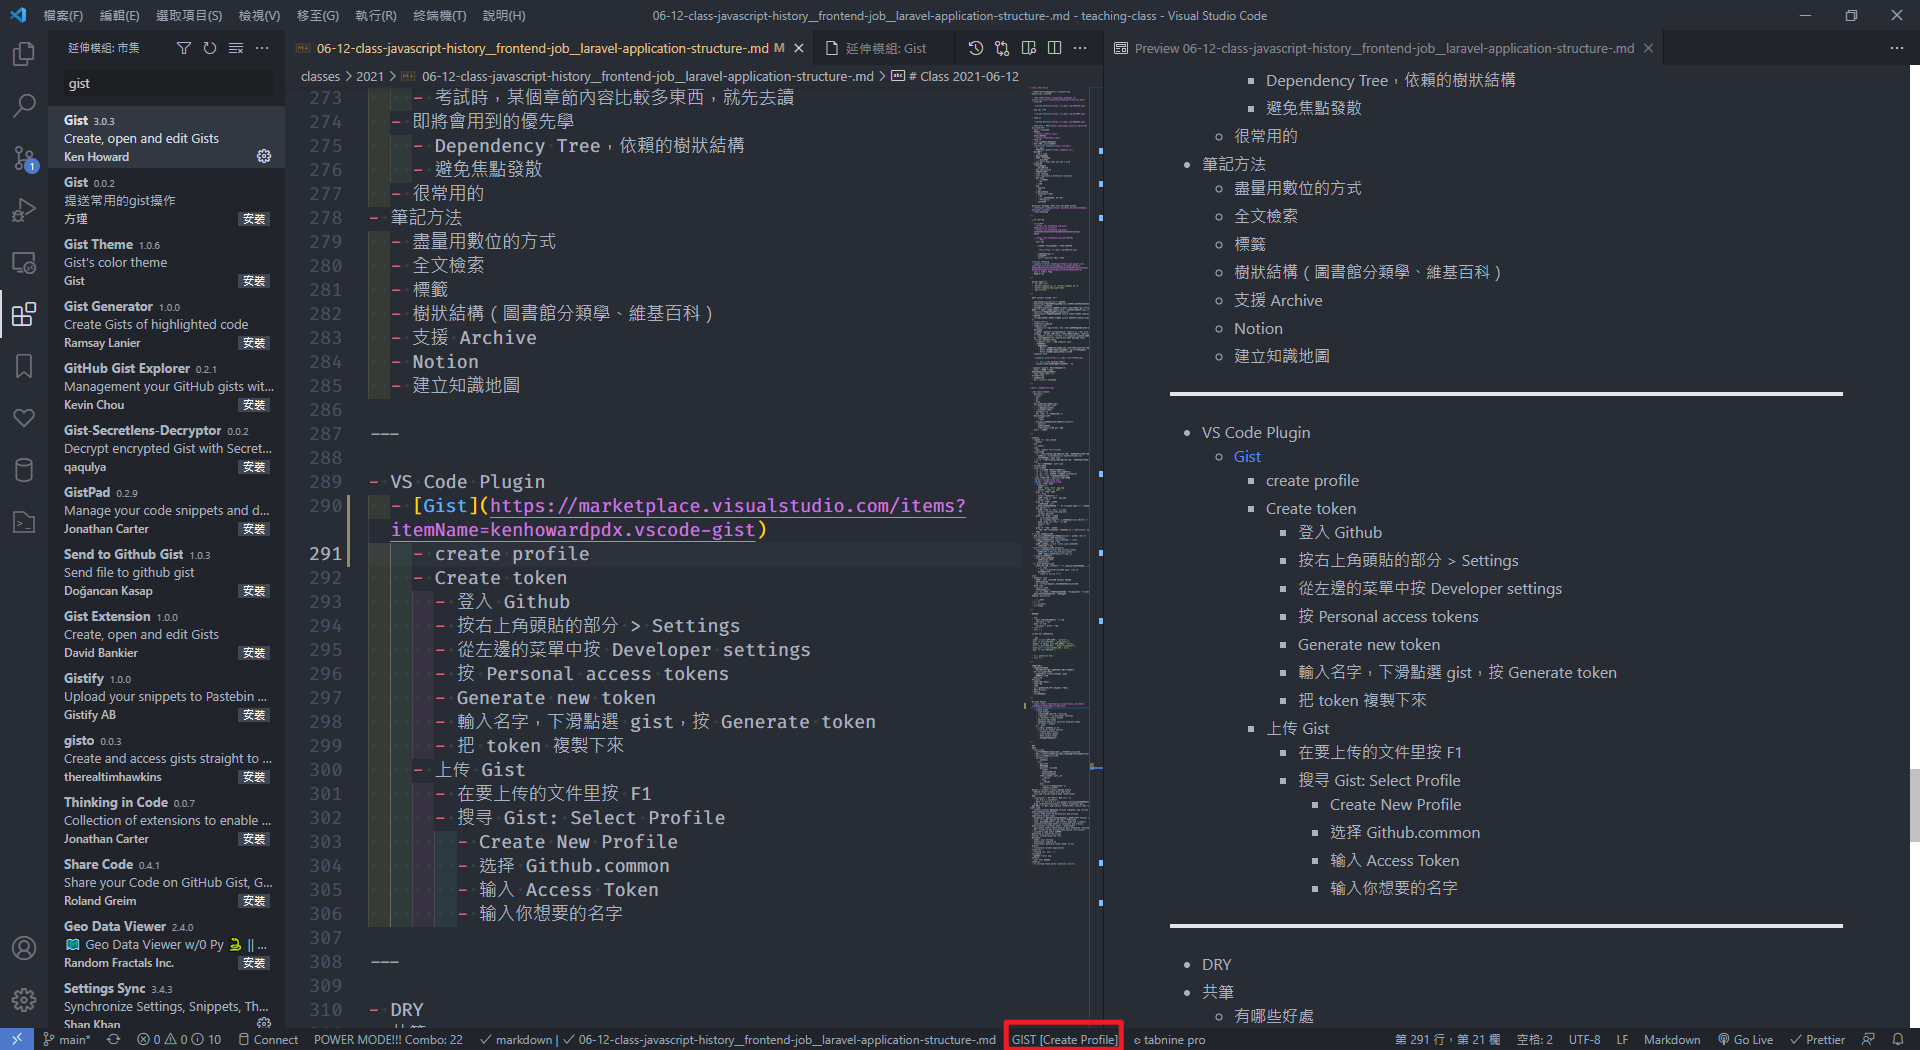 檔案(F) 編輯(E) 選取項目(S) 檢視(V) 移至(G) 執行(R) 終端機(T) 說明(H)
06-12-class-javascript-history__frontend-job__laravel-application-structure-.md - teaching-class - Visual Studio Code
延伸模組: 市集
gist
Gist 3.0.3
Create, open and edit Gists
Ken Howard
Gist 0.0.2
提送常用的gist操作
方瑾 安裝
Gist Theme 1.0.6
Gist's color theme
Gist 安裝
Gist Generator 1.0.0
Create Gists of highlighted code
Ramsay Lanier 安裝
GitHub Gist Explorer 0.2.1
Management your GitHub gists wit...
Kevin Chou 安裝
Gist-Secretlens-Decryptor 0.0.2
Decrypt encrypted Gist with Secret...
qaqulya 安裝
GistPad 0.2.9
Manage your code snippets and d...
Jonathan Carter 安裝
Send to Github Gist 1.0.3
Send file to github gist
Doğancan Kasap 安裝
Gist Extension 1.0.0
Create, open and edit Gists
David Bankier 安裝
Gistify 1.0.0
Upload your snippets to Pastebin ...
Gistify AB 安裝
gisto 0.0.3
Create and access gists straight to ...
therealtimhawkins 安裝
Thinking in Code 0.0.7
Collection of extensions to enable ...
Jonathan Carter 安裝
Share Code 0.4.1
Share your Code on GitHub Gist, G...
Roland Greim 安裝
Geo Data Viewer 2.4.0
Geo Data Viewer w/0 Py || ...
Random Fractals Inc. 安裝
Settings Sync 3.4.3
Synchronize Settings, Snippets, Th...
Shan Khan
06-12-class-javascript-history__frontend-job__laravel-application-structure-.md M
延伸模組: Gist
classes > 2021 > 06-12-class-javascript-history__frontend-job__laravel-application-structure-.md > # Class 2021-06-12
273 - 考試時，某個章節內容比較多東西，就先去讀
274 - 即將會用到的優先學
275 - Dependency Tree，依賴的樹狀結構
276 - 避免焦點發散
277 - 很常用的
278 - 筆記方法
279 - 盡量用數位的方式
280 - 全文檢索
281 - 標籤
282 - 樹狀結構（圖書館分類學、維基百科）
283 - 支援 Archive
284 - Notion
285 - 建立知識地圖
286
287 ---
288
289 - VS Code Plugin
290 - [Gist](https://marketplace.visualstudio.com/items?
itemName=kenhowardpdx.vscode-gist)
291 - create profile
292 - Create token
293 - 登入 Github
294 - 按右上角頭貼的部分 > Settings
295 - 從左邊的菜單中按 Developer settings
296 - 按 Personal access tokens
297 - Generate new token
298 - 輸入名字，下滑點選 gist，按 Generate token
299 - 把 token 複製下來
300 - 上传 Gist
301 - 在要上传的文件里按 F1
302 - 搜寻 Gist: Select Profile
303 - Create New Profile
304 - 选择 Github.common
305 - 输入 Access Token
306 - 输入你想要的名字
307
308 ---
309
310 - DRY
Preview 06-12-class-javascript-history__frontend-job__laravel-application-structure-.md
Dependency Tree，依賴的樹狀結構
避免焦點發散
很常用的
筆記方法
盡量用數位的方式
全文檢索
標籤
樹狀結構（圖書館分類學、維基百科）
支援 Archive
Notion
建立知識地圖
VS Code Plugin
Gist
create profile
Create token
登入 Github
按右上角頭貼的部分 > Settings
從左邊的菜單中按 Developer settings
按 Personal access tokens
Generate new token
輸入名字，下滑點選 gist，按 Generate token
把 token 複製下來
上传 Gist
在要上传的文件里按 F1
搜寻 Gist: Select Profile
Create New Profile
选择 Github.common
输入 Access Token
输入你想要的名字
DRY
共筆
有哪些好處
main* 0 0 10 Connect POWER MODE!!! Combo: 22 markdown | 06-12-class-javascript-history__frontend-job__laravel-application-structure-.md GIST [Create Profile] tabnine pro 第 291 行，第 21 欄 空格: 2 UTF-8 LF Markdown Go Live Prettier
1